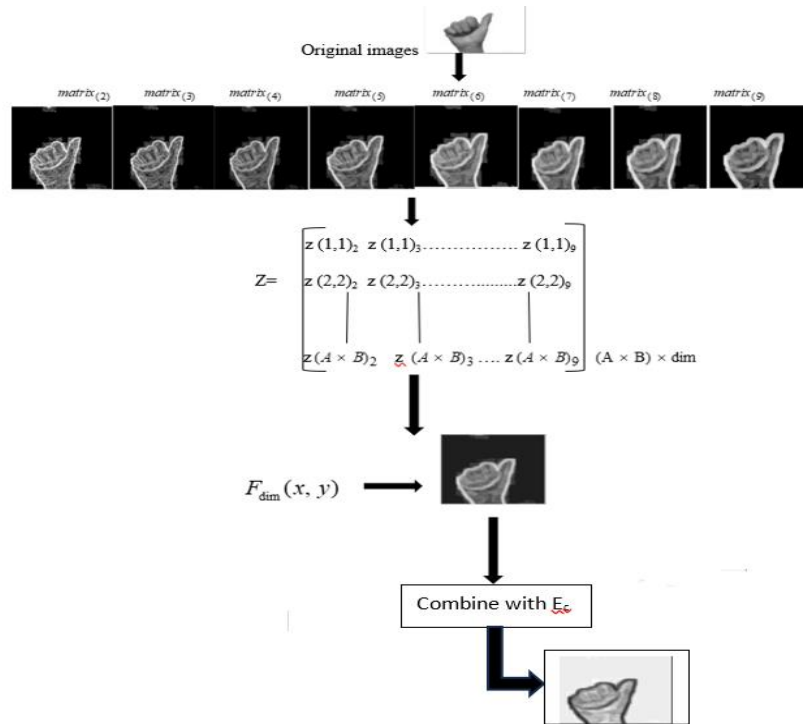 Original images
matrix(2) matrix(3) matrix(4) matrix(5) matrix(6) matrix(7) matrix(8) matrix(9)
z (1,1)₂ z (1,1)₃................ z (1,1)₉
Z= z (2,2)₂ z (2,2)₃................z (2,2)₉
z (A × B)₂ z (A × B)₃ .... z (A × B)₉ (A × B) × dim
F_dim (x, y)
Combine with E_c